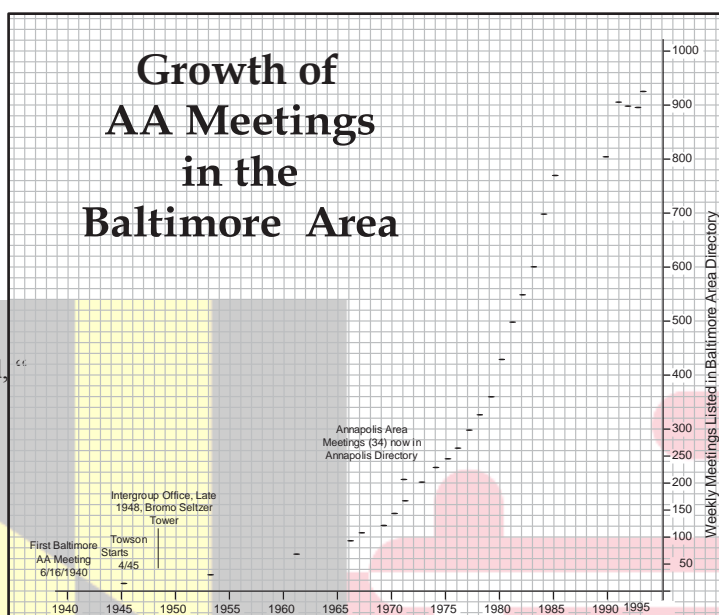 Growth of
AA Meetings
in the
Baltimore Area
1000
900
800
700
600
500
400
300
250
200
150
100
50
Weekly Meetings Listed in Baltimore Area Directory
Annapolis Area
Meetings (34) now in
Annapolis Directory
Intergroup Office, Late
1948, Bromo Seltzer
Tower
First Baltimore
AA Meeting
6/16/1940
Towson
Starts
4/45
1940
1945
1950
1955
1960
1965
1970
1975
1980
1985
1990
1995